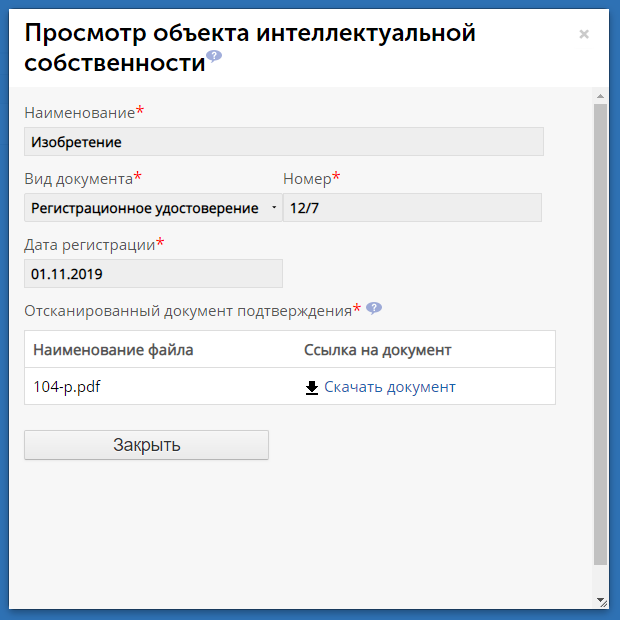 Просмотр объекта интеллектуальной
собственности?
×
Наименование*
Изобретение
Вид документа* Номер*
Регистрационное удостоверение 12/7
Дата регистрации*
01.11.2019
Отсканированный документ подтверждения* ?
Наименование файла Ссылка на документ
104-р.pdf Скачать документ
Закрыть